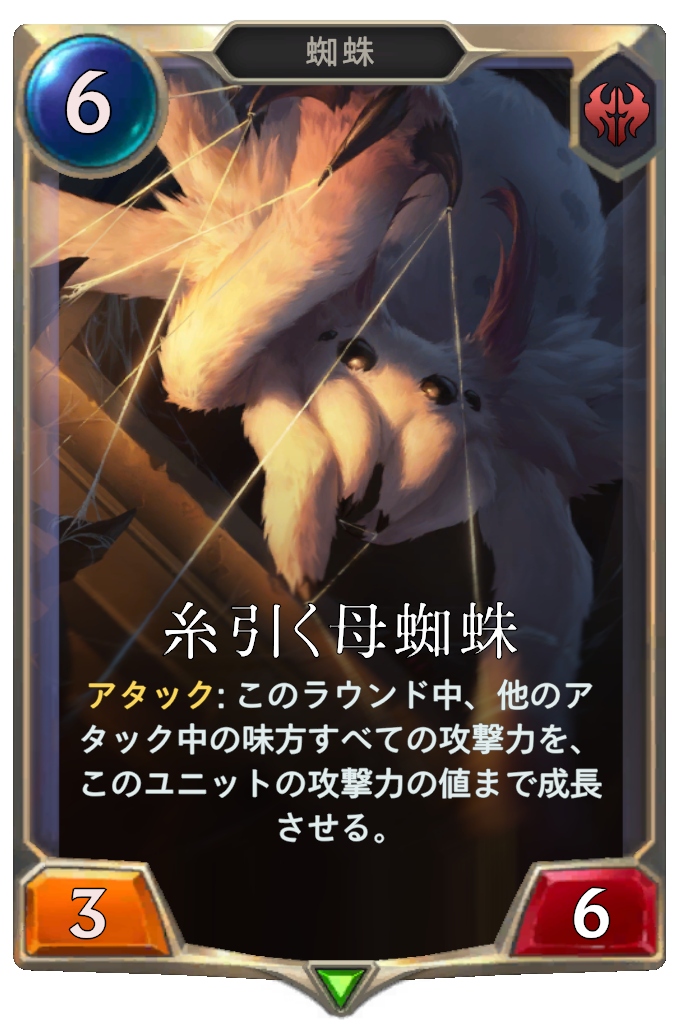 蜘蛛
6
糸引く母蜘蛛
アタック: このラウンド中、他のア
タック中の味方すべての攻撃力を、
このユニットの攻撃力の値まで成長
させる。
3
6